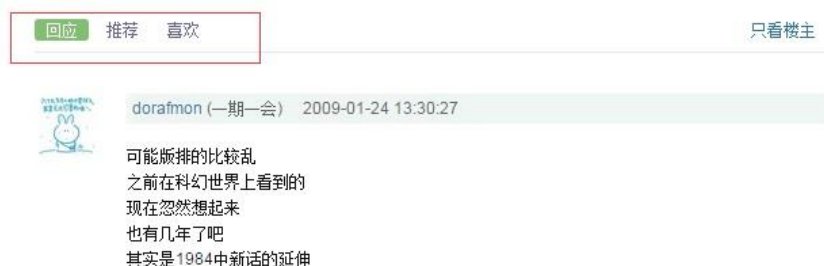 回应 推荐 喜欢 只看楼主
dorafmon (一期一会) 2009-01-24 13:30:27
可能版排的比较乱
之前在科幻世界上看到的
现在忽然想起来
也有几年了吧
其实是1984中新话的延伸